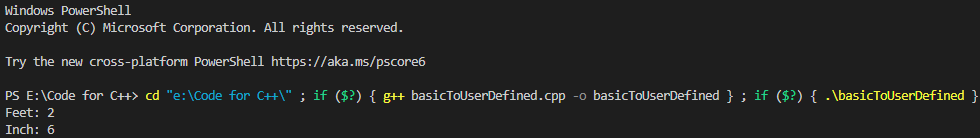 Windows PowerShell
Copyright (C) Microsoft Corporation. All rights reserved.
Try the new cross-platform PowerShell https://aka.ms/pscore6
PS E:\Code for C++> cd "e:\Code for C++\" ; if ($?) { g++ basicToUserDefined.cpp -o basicToUserDefined } ; if ($?) { .\basicToUserDefined }
Feet: 2
Inch: 6